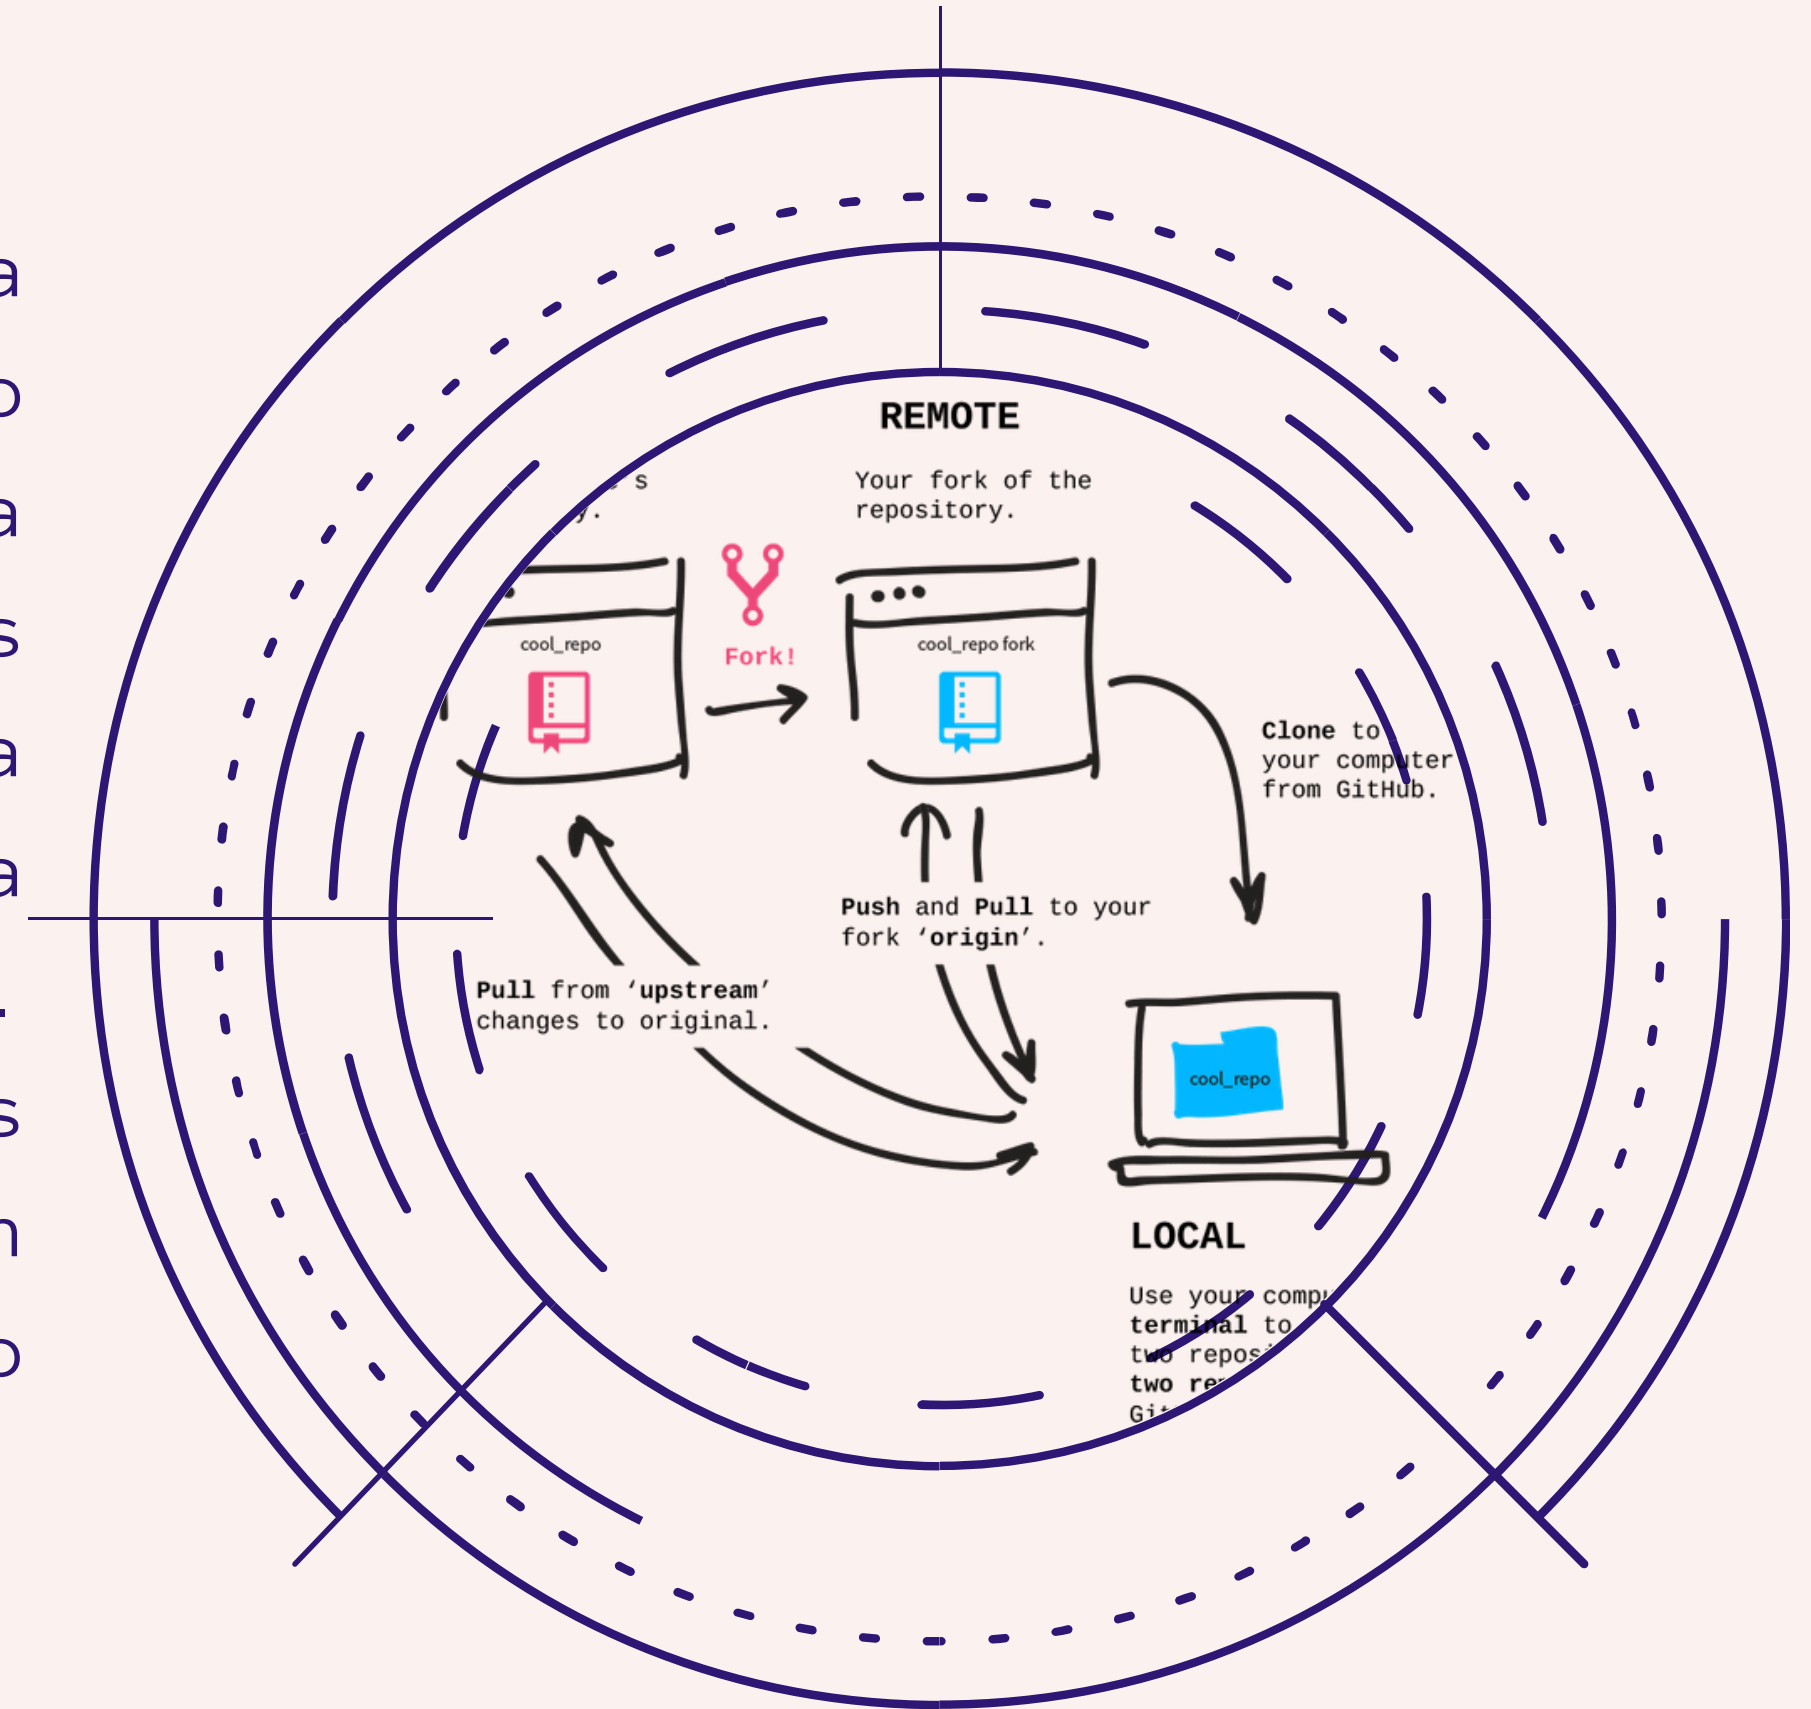 REMOTE
Your fork of the
repository.
Fork!
cool_repo
cool_repo fork
Clone to
your computer
from GitHub.
Push and Pull to your
fork ‘origin’.
Pull from ‘upstream’
changes to original.
cool_repo
LOCAL
Use your
terminal to
two
two